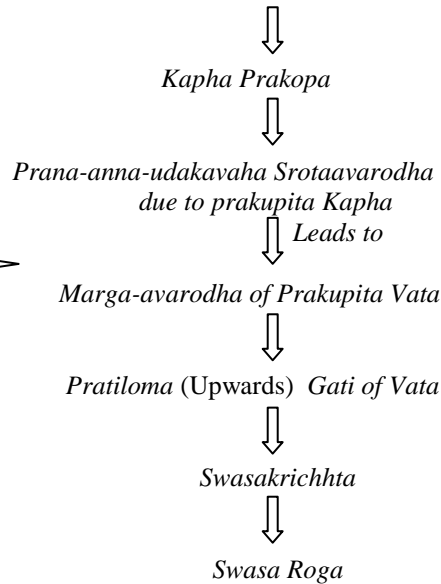 Kapha Prakopa
Prana-anna-udakavaha Srotaavarodha
due to prakupita Kapha
Leads to
Marga-avarodha of Prakupita Vata
Pratiloma (Upwards) Gati of Vata
Swasakrichhta
Swasa Roga